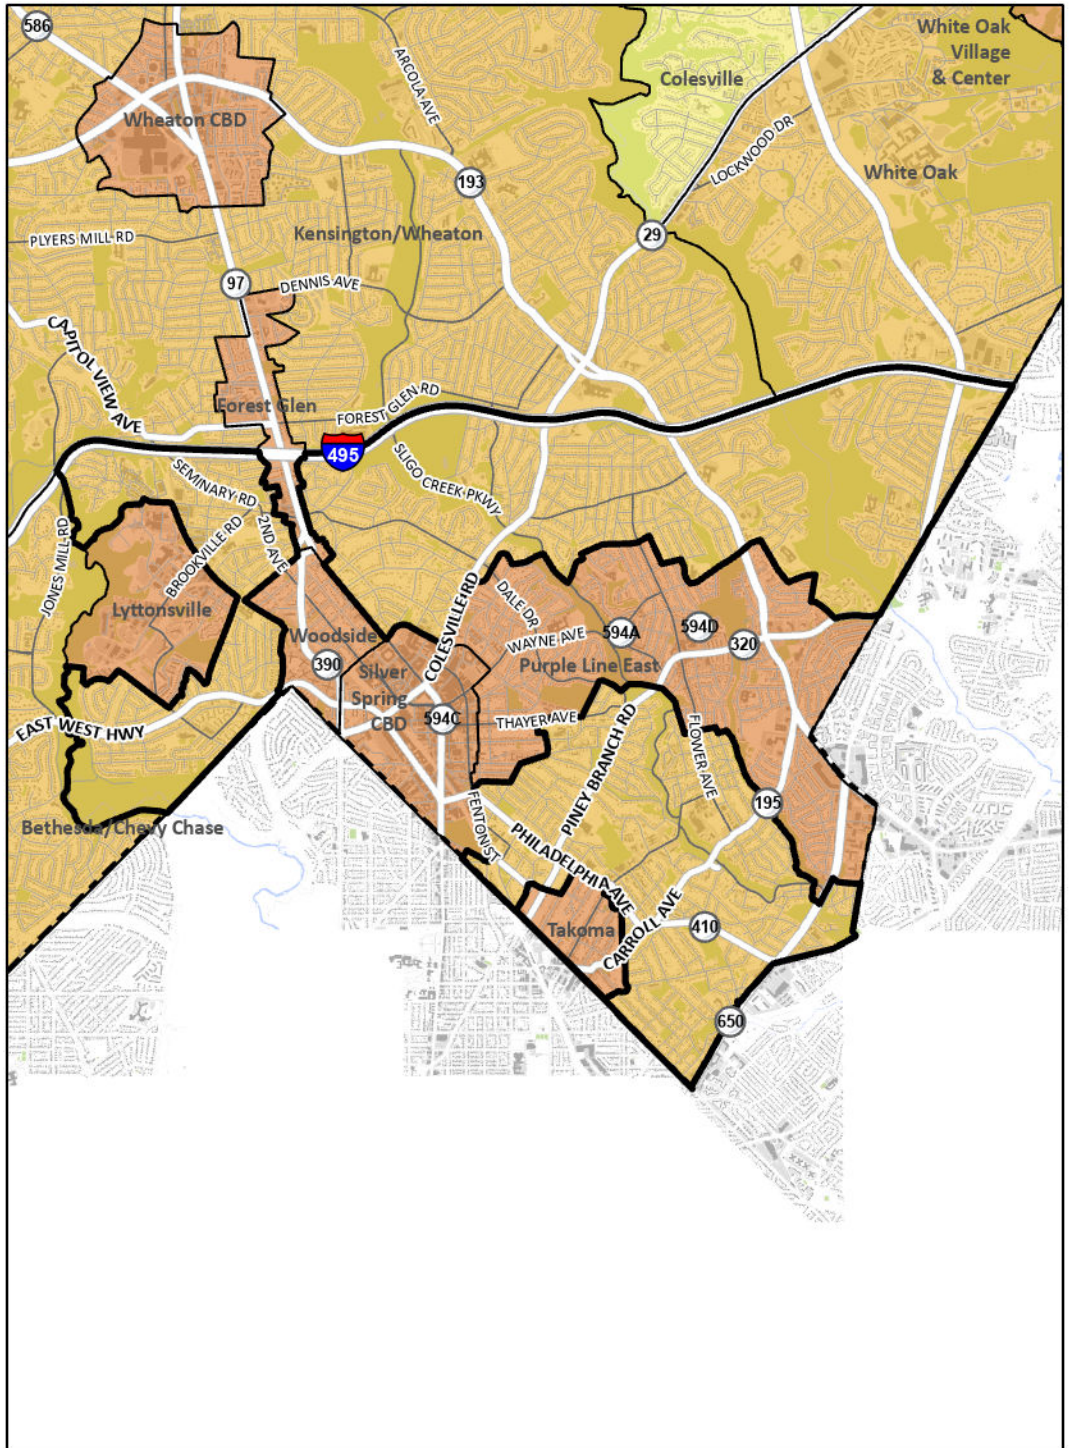 586
White Oak
Village
& Center
Colesville
ARCOLA AVE
Wheaton CBD
LOCKWOOD DR
White Oak
193
PLYERS MILL RD
Kensington/Wheaton
29
97
DENNIS AVE
CAPITOL VIEW AVE
Forest Glen
FOREST GLEN RD
495
SEMINARY RD
SLIGO CREEK PKWY
2ND AVE
BROOKVILLE RD
JONES MILL RD
Lyttonsville
COLESVILLE RD
DALE DR
WAYNE AVE
594A
594D
320
Woodside
390
Silver
Spring
CBD
Purple Line East
594C
THAYER AVE
EAST WEST HWY
PINEY BRANCH RD
FLOWER AVE
195
Bethesda/Chevy Chase
FENTONIST
PHILADELPHIA AVE
CARROLL AVE
Takoma
410
650